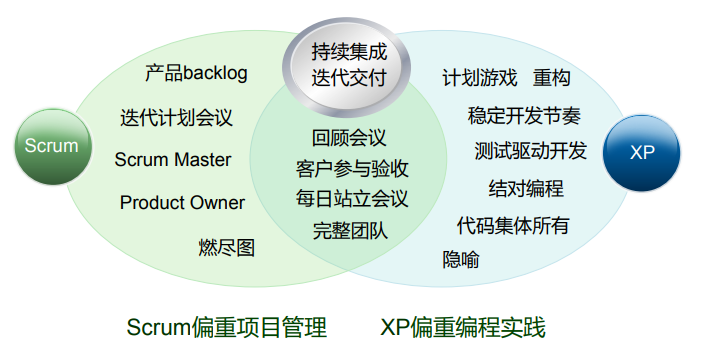 持续集成
迭代交付
Scrum
产品backlog
迭代计划会议
Scrum Master
Product Owner
燃尽图
回顾会议
客户参与验收
每日站立会议
完整团队
计划游戏 重构
稳定开发节奏
测试驱动开发
结对编程
代码集体所有
隐喻
XP
Scrum偏重项目管理 XP偏重编程实践